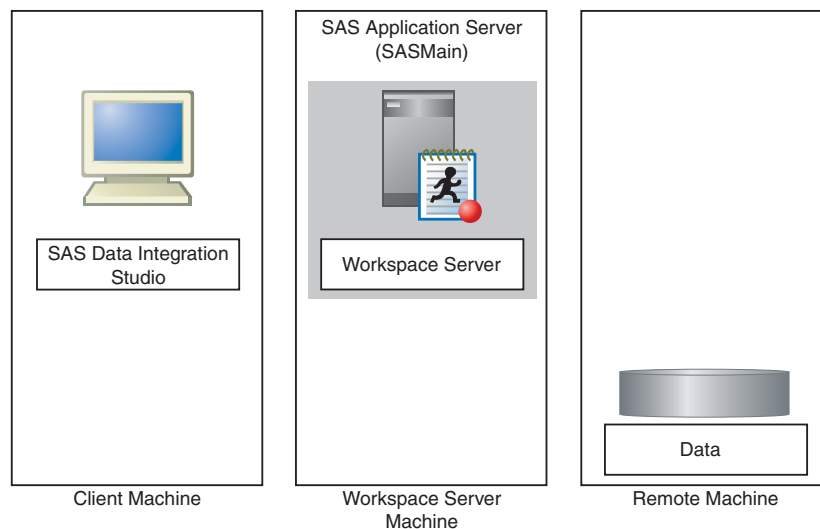 SAS Application Server
(SASMain)
SAS Data Integration
Studio
Workspace Server
Data
Client Machine
Workspace Server
Machine
Remote Machine